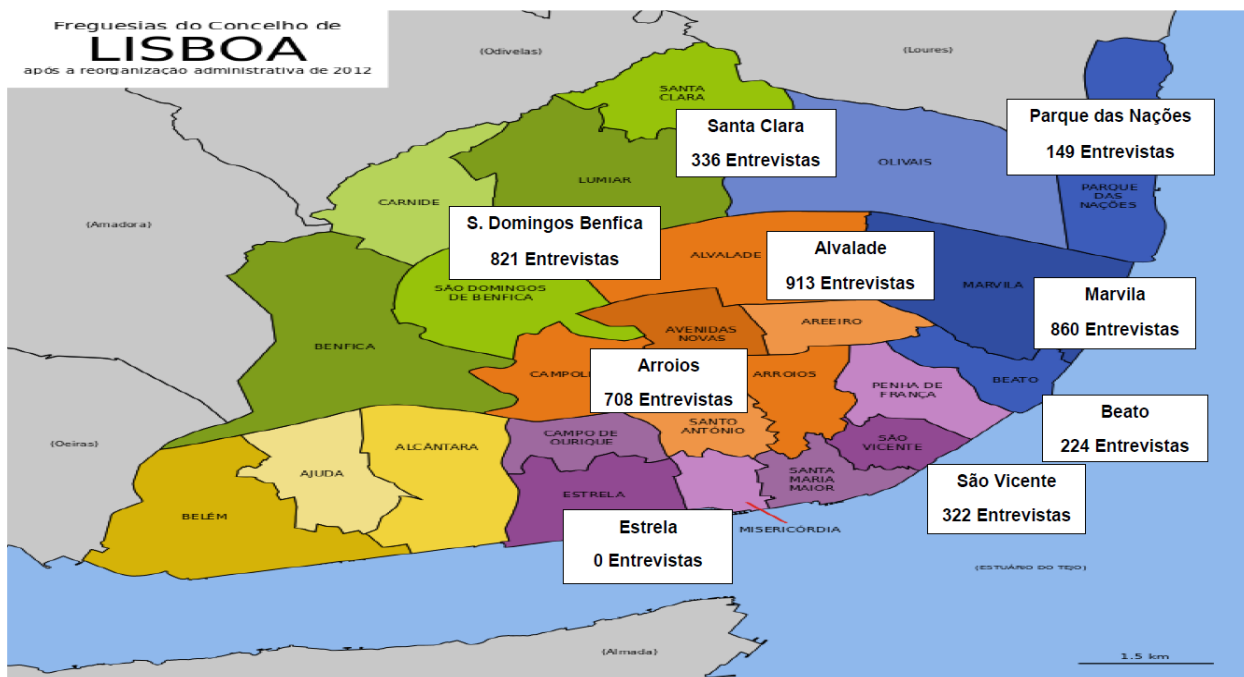 Freguesias do Concelho de
LISBOA
após a reorganização administrativa de 2012
(Odivelas)
(Loures)
SANTA
CLARA
Santa Clara
336 Entrevistas
Parque das Nações
149 Entrevistas
OLIVAIS
LUMIAR
CARNIDE
PARQUE
DAS
NAÇÕES
(Amadora)
S. Domingos Benfica
821 Entrevistas
ALVALADE
Alvalade
913 Entrevistas
MARVILA
Marvila
860 Entrevistas
SÃO DOMINGOS
DE BENFICA
AVENIDAS
NOVAS
AREEIRO
BENFICA
CAMPOLI
Arroios
708 Entrevistas
ARROIOS
PENHA DE
FRANÇA
BEATO
Beato
224 Entrevistas
(Oeiras)
ALCÂNTARA
CAMPO DE
OURIQUE
SANTO
ANTÓNIO
SÃO
VICENTE
AJUDA
BELÉM
ESTRELA
SANTA
MARIA
MAIOR
São Vicente
322 Entrevistas
Estrela
0 Entrevistas
MISERICÓRDIA
(ESTUÁRIO DO TEJO)
(Almada)
1.5 km